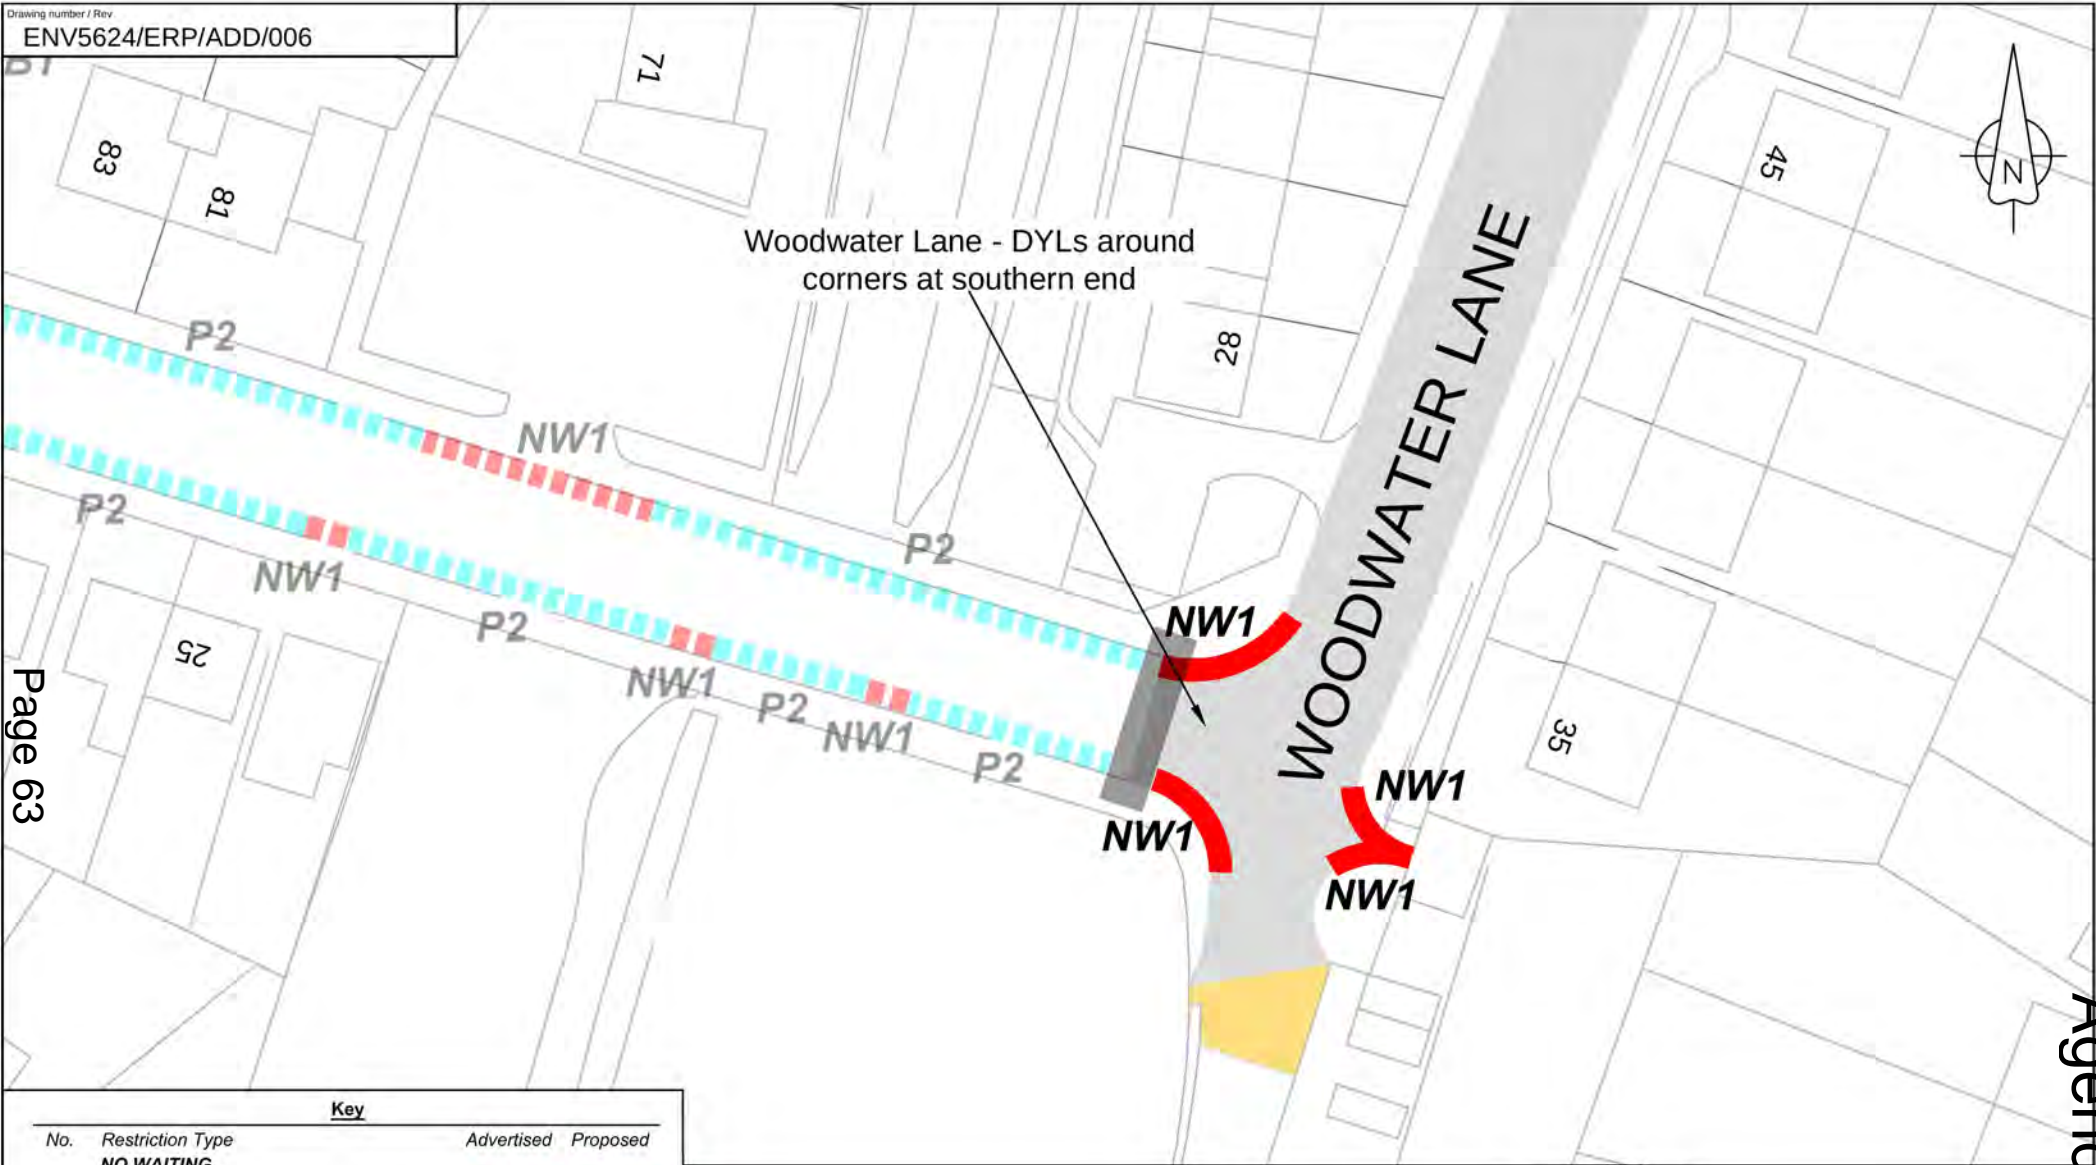 Drawing number / Rev
ENV5624/ERP/ADD/006
71
83
81
45
N
Woodwater Lane - DYLs around
corners at southern end
28
WOODWATER LANE
P2
NW1
P2
P2
NW1
NW1
P2
25
NW1
P2
NW1
P2
35
NW1
NW1
NW1
Page 63
Key
No. Restriction Type Advertised Proposed
NO WAITING